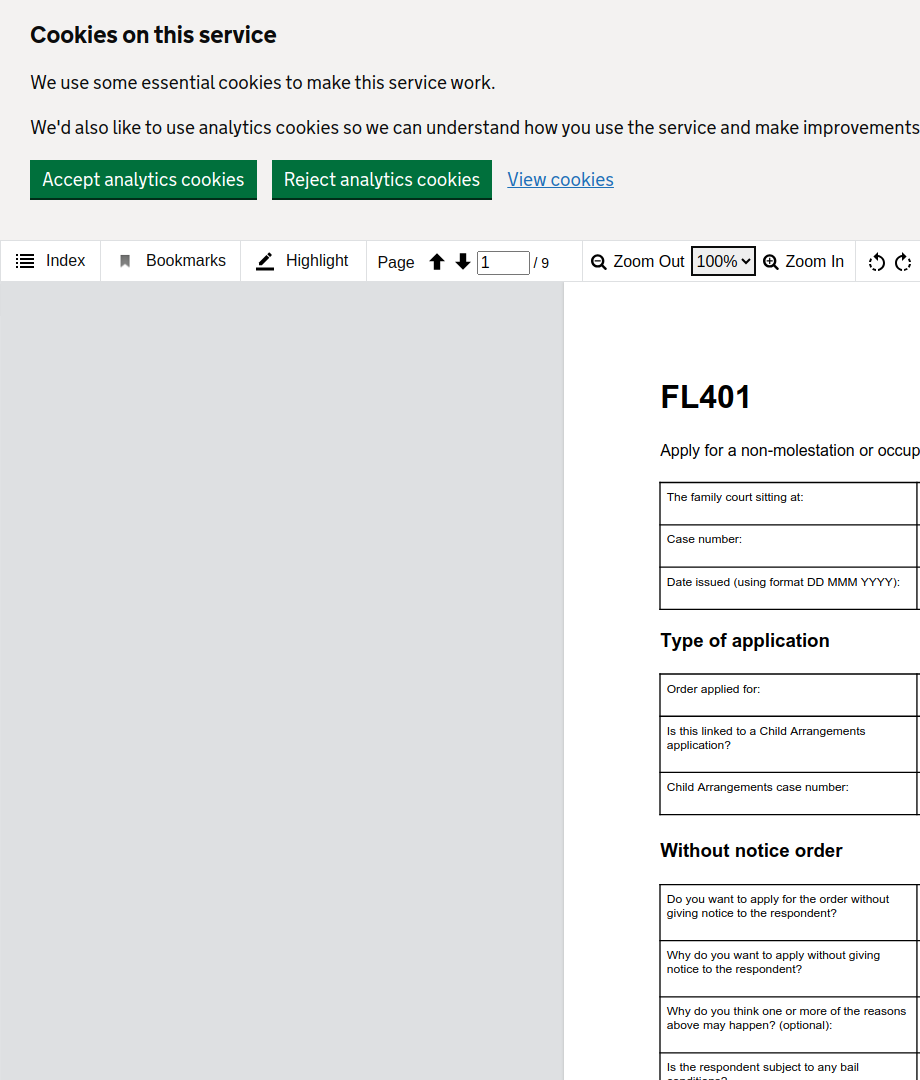 Cookies on this service
We use some essential cookies to make this service work.
We'd also like to use analytics cookies so we can understand how you use the service and make improvements
Accept analytics cookies Reject analytics cookies View cookies
Index Bookmarks Highlight Page 1 / 9 Zoom Out 100% Zoom In
FL401
Apply for a non-molestation or occup
The family court sitting at:
Case number:
Date issued (using format DD MMM YYYY):
Type of application
Order applied for:
Is this linked to a Child Arrangements
application?
Child Arrangements case number:
Without notice order
Do you want to apply for the order without
giving notice to the respondent?
Why do you want to apply without giving
notice to the respondent?
Why do you think one or more of the reasons
above may happen? (optional):
Is the respondent subject to any bail
conditions?